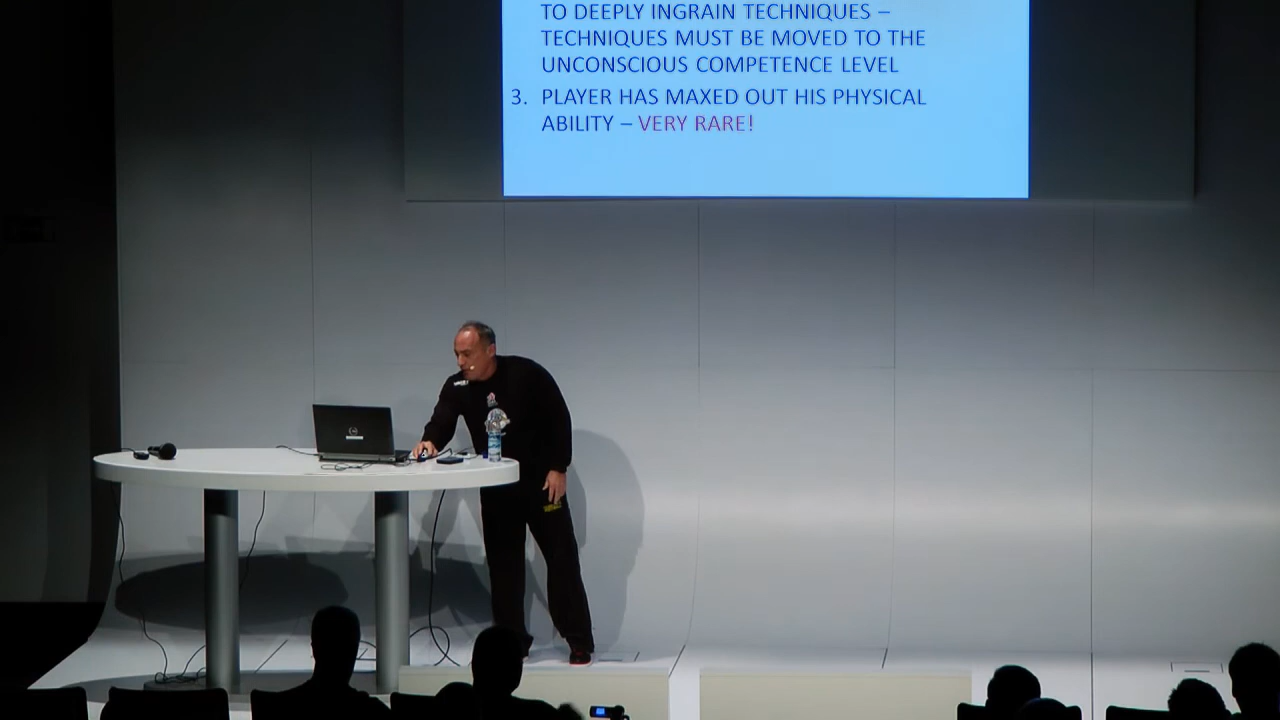 TO DEEPLY INGRAIN TECHNIQUES –
TECHNIQUES MUST BE MOVED TO THE
UNCONSCIOUS COMPETENCE LEVEL
3. PLAYER HAS MAXED OUT HIS PHYSICAL
ABILITY – VERY RARE!